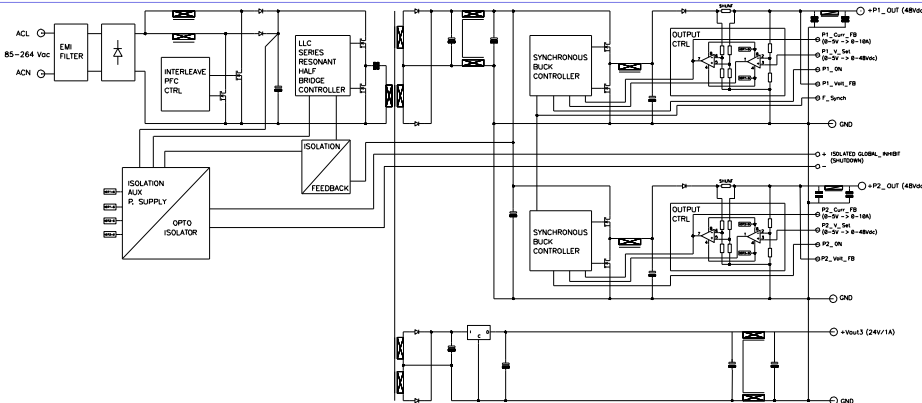 ACL
85-264 Vac
ACN
EMI
FILTER
INTERLEAVE
PFC
CTRL
LLC
SERIES
RESONANT
HALF
BRIDGE
CONTROLLER
ISOLATION
FEEDBACK
ISOLATION
AUX
P. SUPPLY
OPTO
ISOLATOR
SYNCHRONOUS
BUCK
CONTROLLER
SHUNT
OUTPUT
CTRL
+P1_OUT (48Vdc
P1_Curr_FB
(0-5V -> 0-10A)
P1_V_Set
(0-5V -> 0-48Vdc)
P1_ON
P1_Volt_FB
F_Synch
GND
+ ISOLATED GLOBAL_INHIBIT
(SHUTDOWN)
-
SYNCHRONOUS
BUCK
CONTROLLER
SHUNT
OUTPUT
CTRL
+P2_OUT (48Vdc
P2_Curr_FB
(0-5V -> 0-10A)
P2_V_Set
(0-5V -> 0-48Vdc)
P2_ON
P2_Volt_FB
GND
I O
C
+Vout3 (24V/1A)
GND